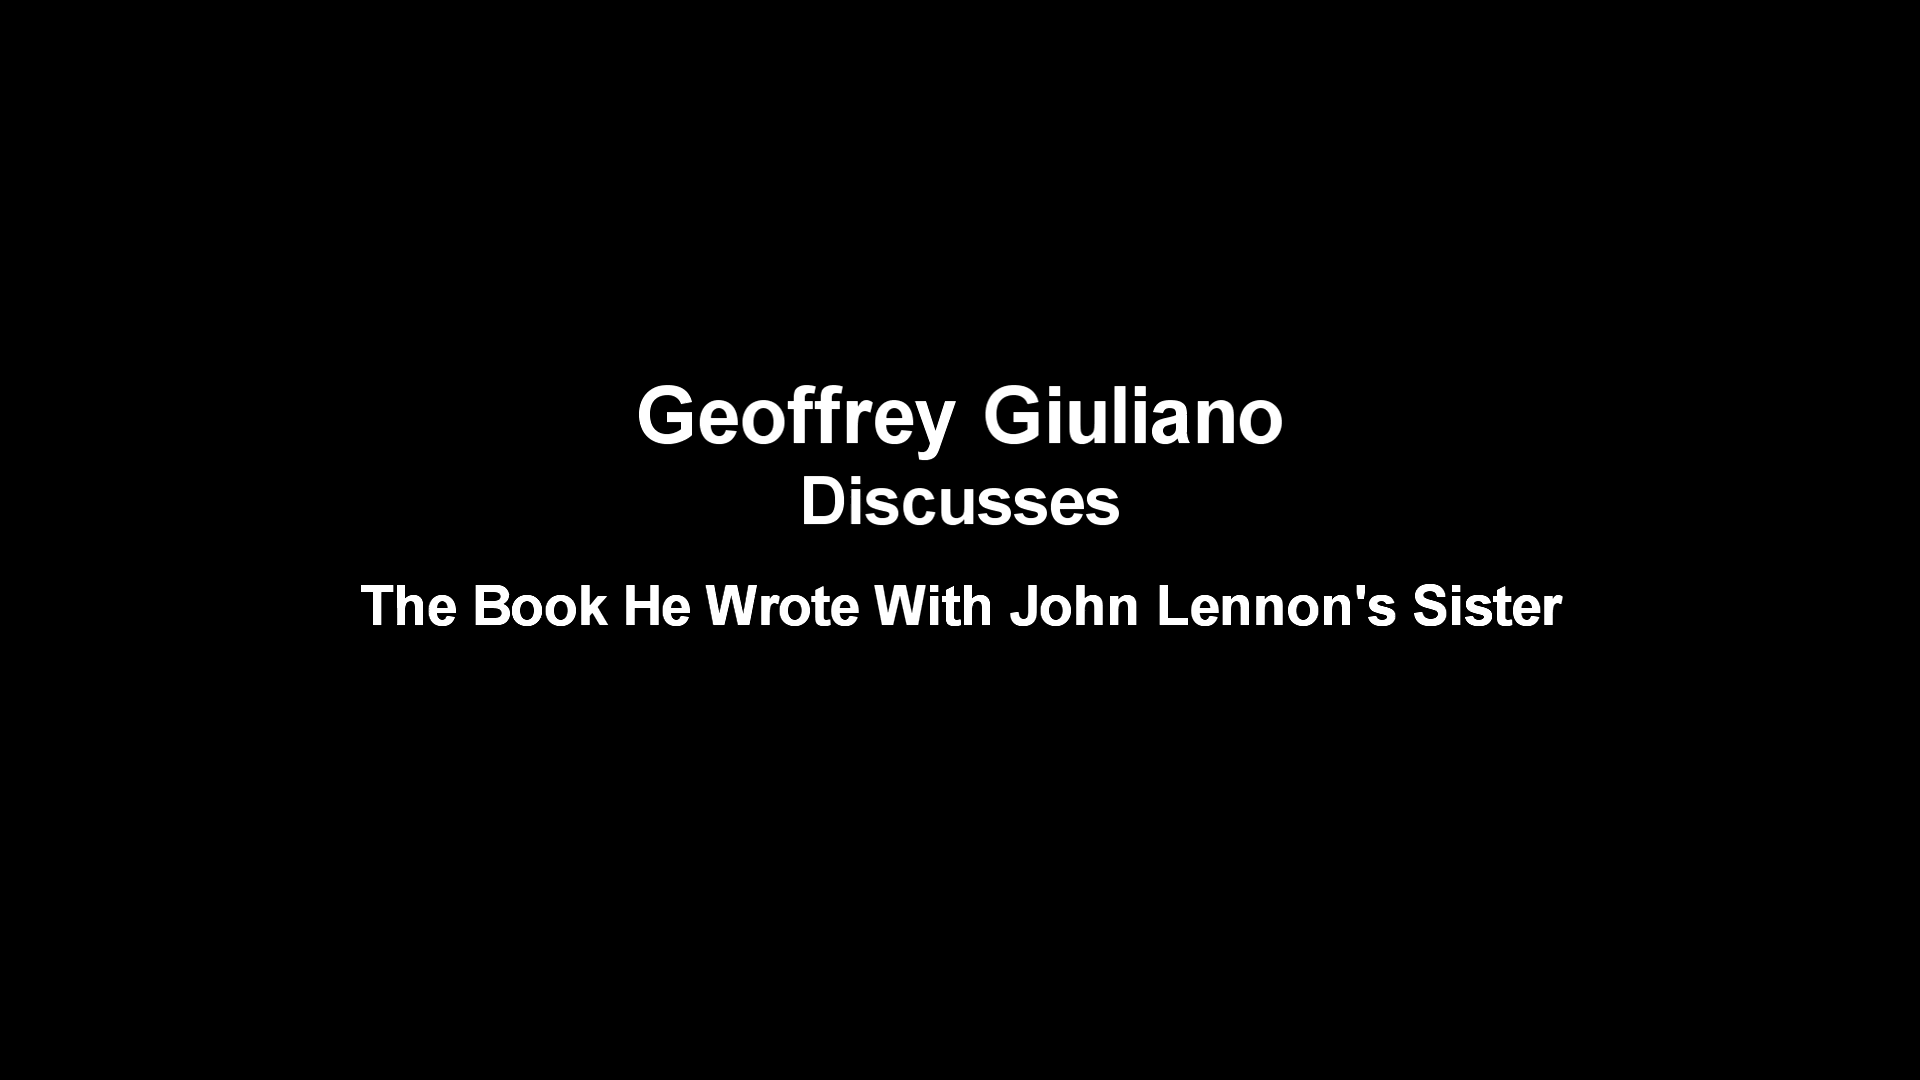 Geoffrey Giuliano
Discusses
The Book He Wrote With John Lennon's Sister